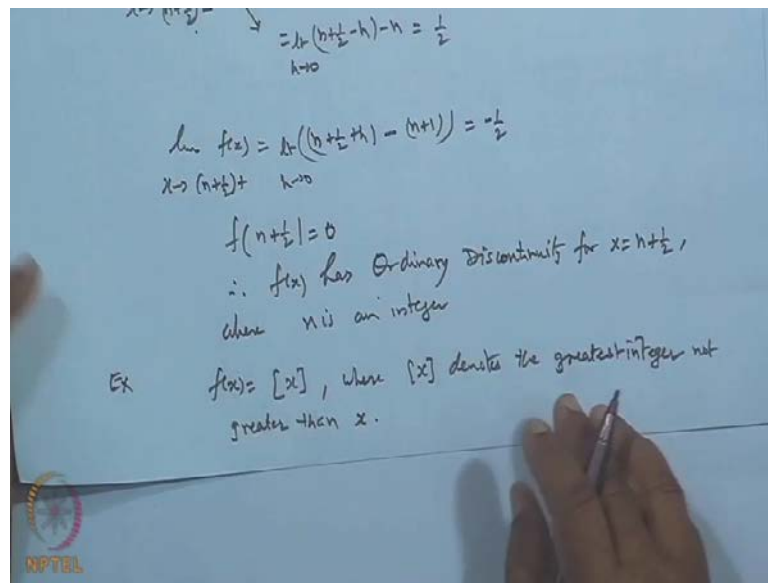 x→(n+½)-
= lt (n+½-h)-n = ½
h→0
lim f(x) = lt((n+½+h) - (n+1)) = -½
x→(n+½)+ h→0
f(n+½)=0
∴ f(x) has Ordinary Discontinuity for x=n+½,
where n is an integer
Ex f(x)= [x], where [x] denotes the greatest integer not
greater than x.
NPTEL